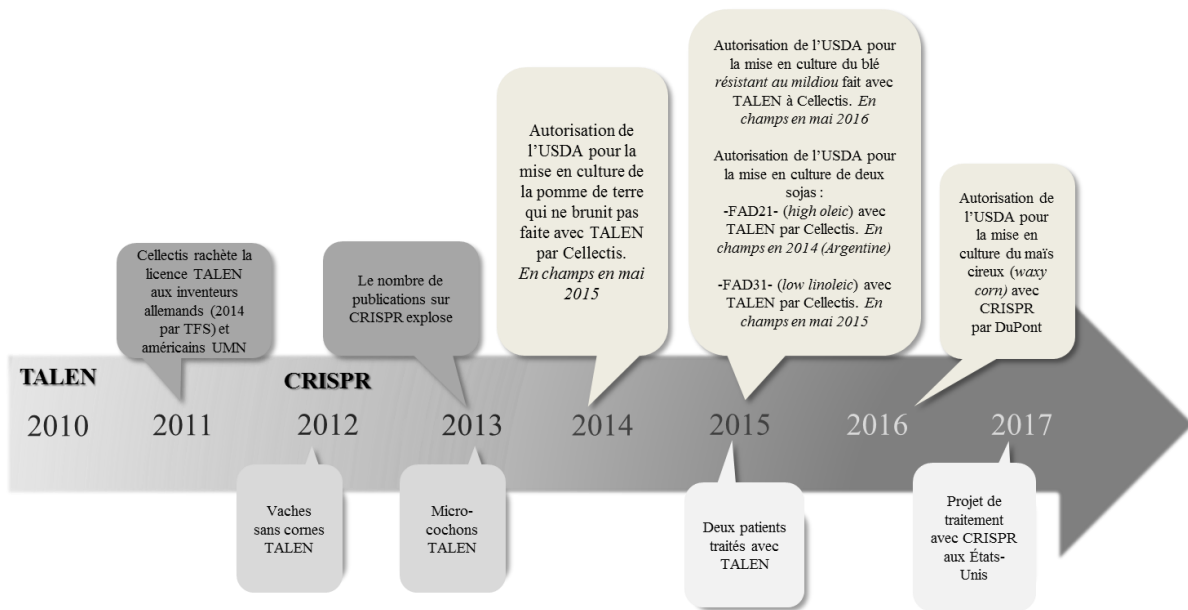 Autorisation de l’USDA pour
la mise en culture du blé
résistant au mildiou fait avec
TALEN à Cellectis. En
champs en mai 2016
Autorisation de l’USDA pour
la mise en culture de deux
sojas :
-FAD21- (high oleic) avec
TALEN par Cellectis. En
champs en 2014 (Argentine)
-FAD31- (low linoleic) avec
TALEN par Cellectis. En
champs en mai 2015
Autorisation de
l’USDA pour la
mise en culture de
la pomme de terre
qui ne brunit pas
faite avec TALEN
par Cellectis.
En champs en mai
2015
Autorisation de
l’USDA pour la
mise en
culture du maïs
cireux (waxy
corn) avec
CRISPR
par DuPont
Cellectis rachète la
licence TALEN
aux inventeurs
allemands (2014
par TFS) et
américains UMN
Le nombre de
publications sur
CRISPR explose
TALEN
CRISPR
2010
2011
2012
2013
2014
2015
2016
2017
Vaches
sans cornes
TALEN
Micro-
cochons
TALEN
Deux patients
traités avec
TALEN
Projet de
traitement
avec CRISPR
aux États-
Unis